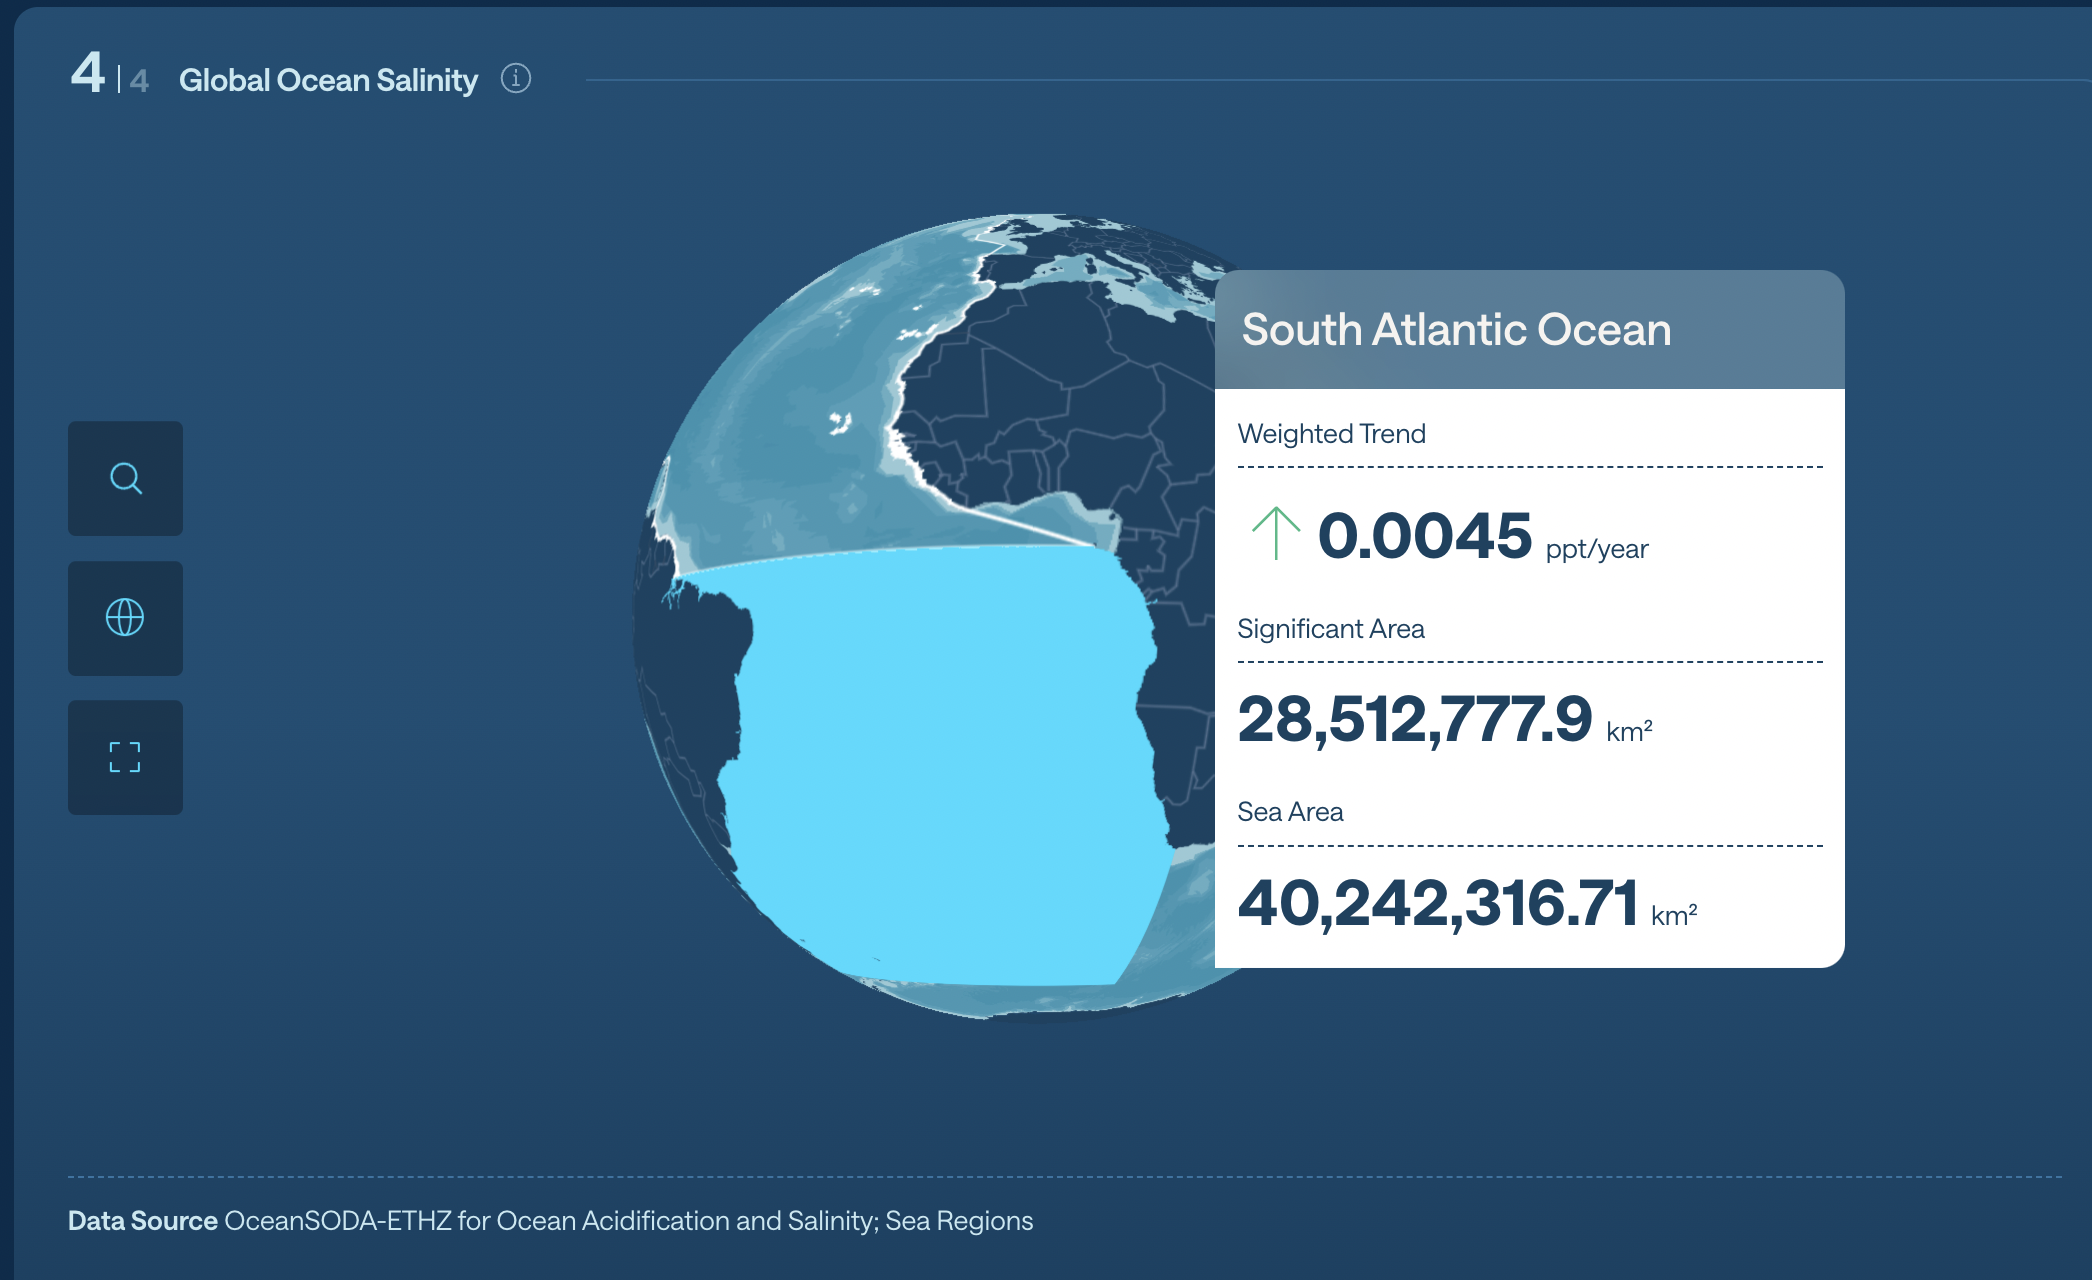 4 | 4 Global Ocean Salinity
South Atlantic Ocean
Weighted Trend
0.0045 ppt/year
Significant Area
28,512,777.9 km²
Sea Area
40,242,316.71 km²
Data Source OceanSODA-ETHZ for Ocean Acidification and Salinity; Sea Regions